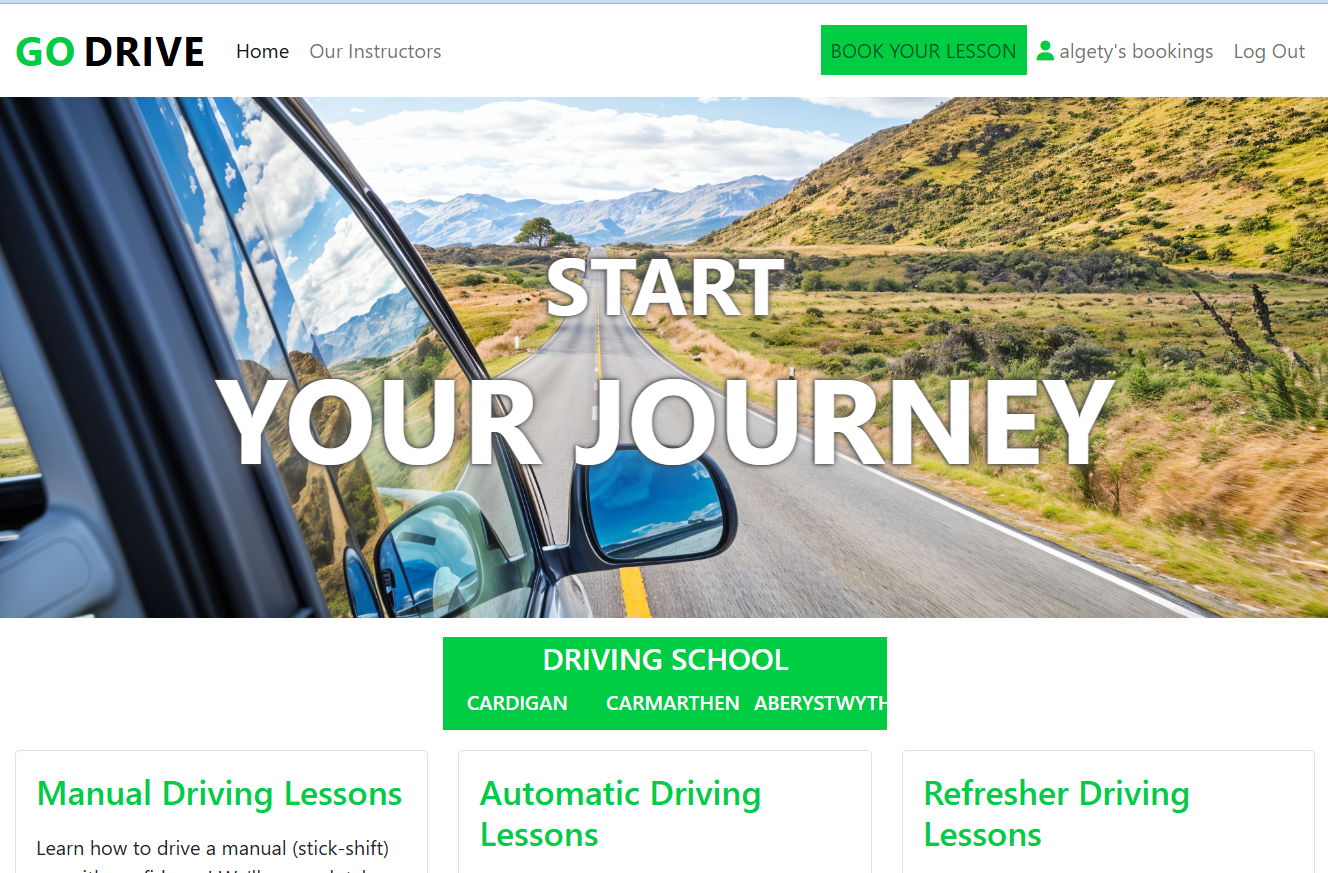 GO DRIVE Home Our Instructors BOOK YOUR LESSON algety's bookings Log Out
START
YOUR JOURNEY
DRIVING SCHOOL
CARDIGAN CARMARTHEN ABERYSTWYTH
Manual Driving Lessons
Learn how to drive a manual (stick-shift)
Automatic Driving
Lessons
Refresher Driving
Lessons